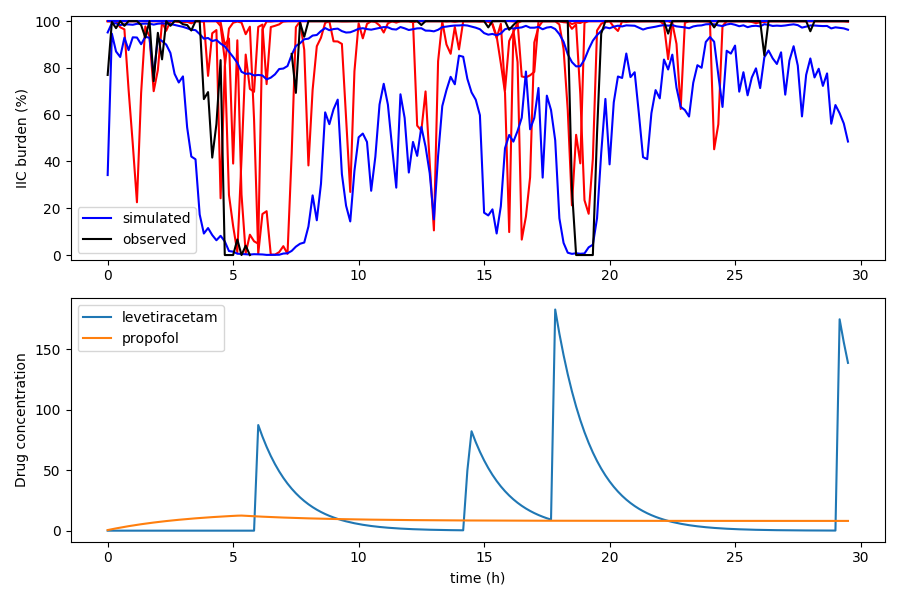 IIC burden (%)
100
80
60
40
20
0
simulated
observed
0 5 10 15 20 25 30
Drug concentration
150
100
50
0
levetiracetam
propofol
0 5 10 15 20 25 30
time (h)